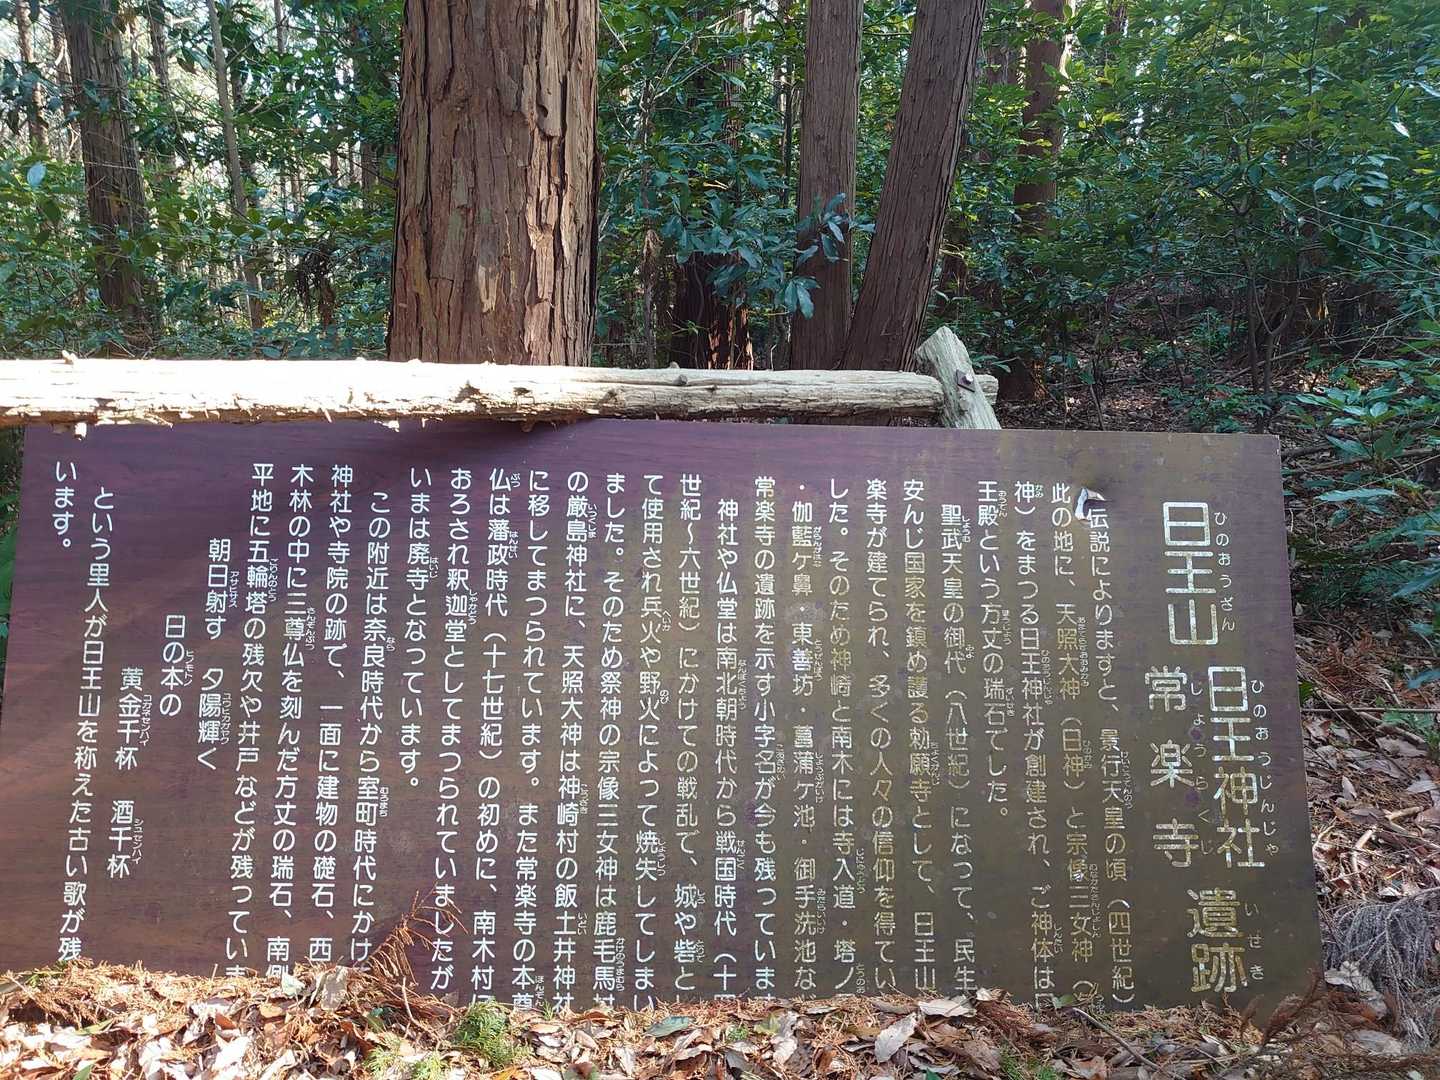 日王山 日王神社 常楽寺 遺跡
伝説によりますと、景行天皇の頃（四世紀）
此の地に、天照大神（日神）と宗像三女神（
神）をまつる日王神社が創建され、ご神体は
王殿という方丈の瑞石でした。
聖武天皇の御代（八世紀）になって、民生
安んじ国家を鎮め護る勅願寺として、日王山
楽寺が建てられ、多くの人々の信仰を得てい
した。そのため神崎と南木には寺入道・塔ノ
・伽藍ケ鼻・東善坊・菖蒲ケ池・御手洗池な
常楽寺の遺跡を示す小字名が今も残っています
神社や仏堂は南北朝時代から戦国時代（十四
世紀～六世紀）にかけての戦乱で、城や砦とし
て使用され兵火や野火によって焼失してしまい
ました。そのため祭神の宗像三女神は鹿毛馬村
の厳島神社に、天照大神は神崎村の飯土井神社
に移してまつられています。また常楽寺の本尊
仏は藩政時代（十七世紀）の初めに、南木村に
おろされ釈迦堂としてまつられていましたが
いまは廃寺となっています。
この附近は奈良時代から室町時代にかけ
神社や寺院の跡で、一面に建物の礎石、西
木林の中に三尊仏を刻んだ方丈の瑞石、南側
平地に五輪塔の残欠や井戸などが残ってい
朝日射す 夕陽輝く
日の本の
黄金千杯 酒千杯
という里人が日王山を称えた古い歌が残
います。